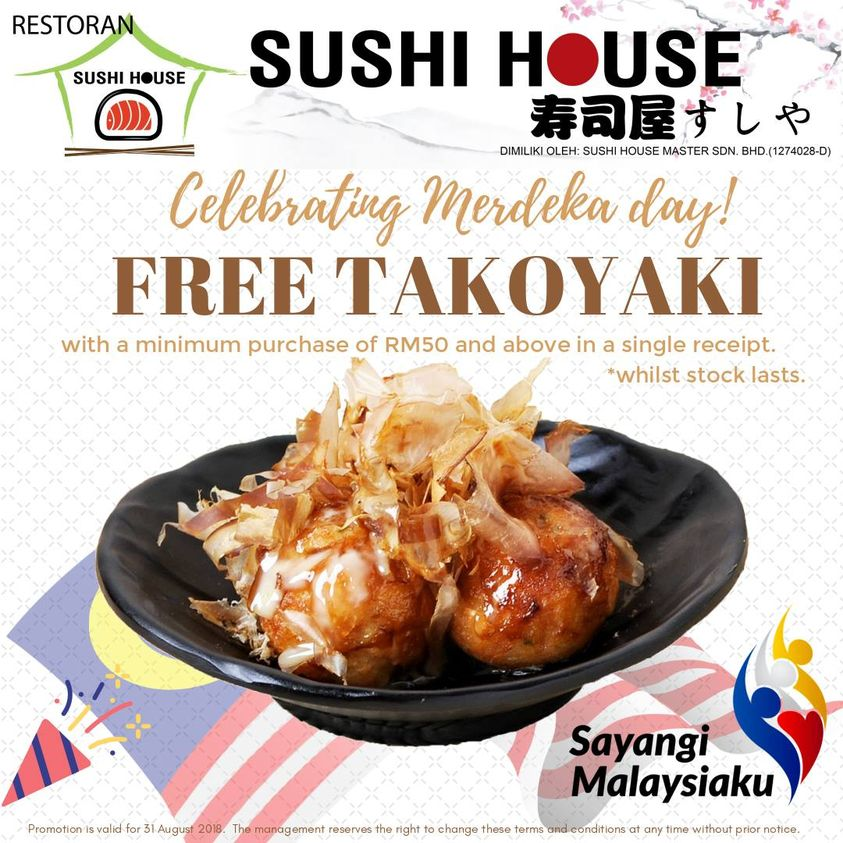 RESTORAN
SUSHI HOUSE
SUSHI HOUSE
寿司屋すしや
DIMILIKI OLEH: SUSHI HOUSE MASTER SDN. BHD.(1274028-D)
Celebrating Merdeka day!
FREE TAKOYAKI
with a minimum purchase of RM50 and above in a single receipt.
*whilst stock lasts.
Sayangi
Malaysiaku
Promotion is valid for 31 August 2018. The management reserves the right to change these terms and conditions at any time without prior notice.